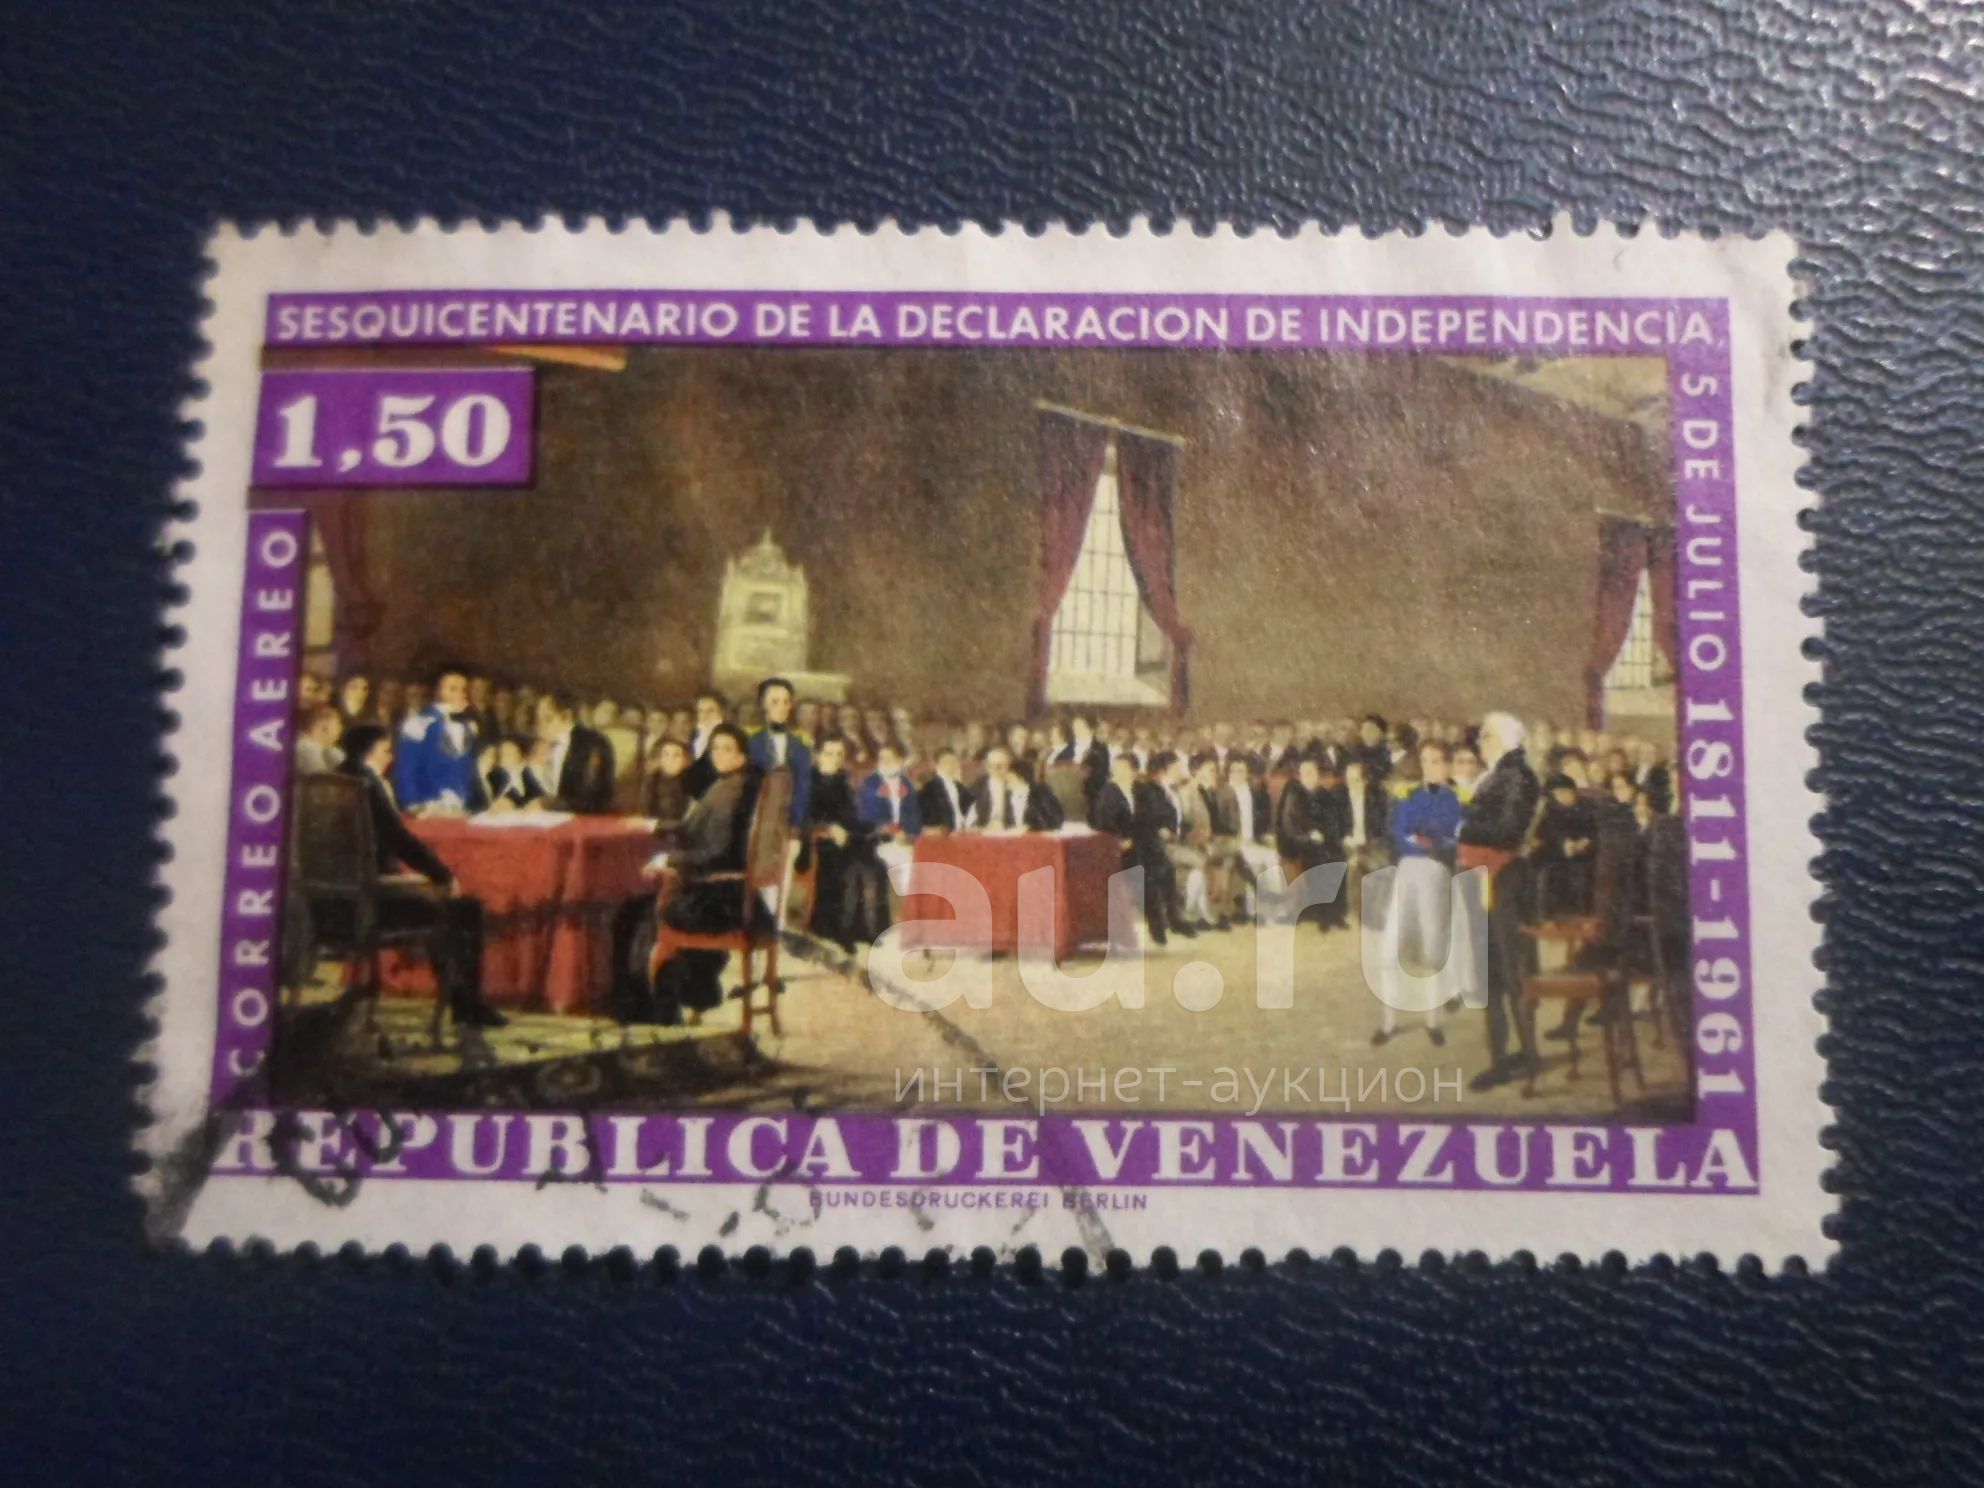 SESQUICENTENARIO DE LA DECLARACION DE INDEPENDENCIA,
5 DE JULIO 1811-1961
1,50
CORREO AEREO
au.ru
интернет-аукцион
REPUBLICA DE VENEZUELA
BUNDESDRUCKEREI BERLIN